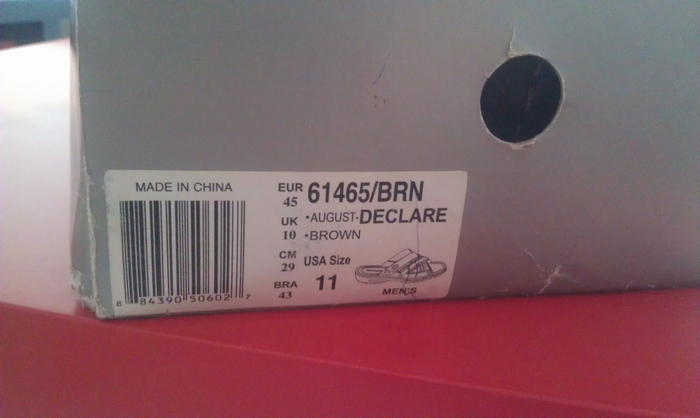 MADE IN CHINA
8 84390 50602 7
EUR
45
UK
10
CM
29
BRA
43
61465/BRN
•AUGUST-DECLARE
•BROWN
USA Size
11
MEN'S